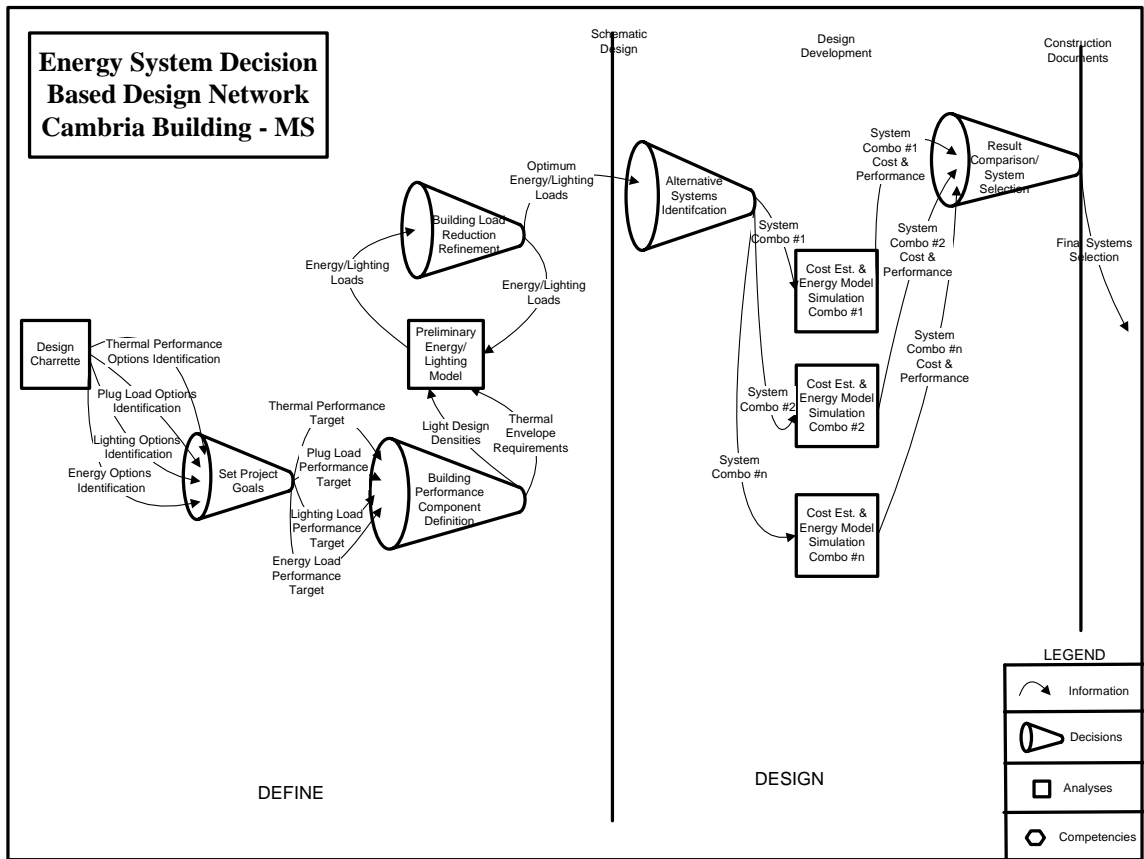 Energy System Decision
Based Design Network
Cambria Building - MS
Schematic
Design
Design
Development
Construction
Documents
Optimum
Energy/Lighting
Loads
Building Load
Reduction
Refinement
Energy/Lighting
Loads
Energy/Lighting
Loads
Design
Charrette
Thermal Performance
Options Identification
Plug Load Options
Identification
Lighting Options
Identification
Energy Options
Identification
Set Project
Goals
Thermal Performance
Target
Plug Load
Performance
Target
Lighting Load
Performance
Target
Energy Load
Performance
Target
Preliminary
Energy/
Lighting
Model
Light Design
Densities
Thermal
Envelope
Requirements
Building
Performance
Component
Definition
Alternative
Systems
Identifcation
System
Combo #1
System
Combo #2
System
Combo #n
Cost Est. &
Energy Model
Simulation
Combo #1
Cost Est. &
Energy Model
Simulation
Combo #2
Cost Est. &
Energy Model
Simulation
Combo #n
System
Combo #1
Cost &
Performance
System
Combo #2
Cost &
Performance
System
Combo #n
Cost &
Performance
Result
Comparison/
System
Selection
Final Systems
Selection
DEFINE
DESIGN
LEGEND
Information
Decisions
Analyses
Competencies